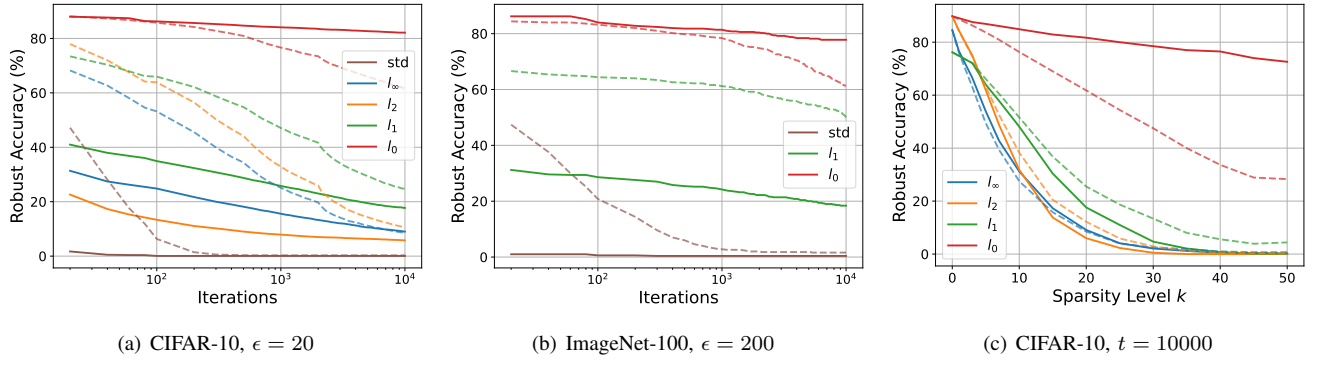 Robust Accuracy (%)
80
60
40
20
0
10²
10³
10⁴
Iterations
std
l∞
l₂
l₁
l₀
(a) CIFAR-10, ϵ = 20
Robust Accuracy (%)
80
60
40
20
0
10²
10³
10⁴
Iterations
std
l₁
l₀
(b) ImageNet-100, ϵ = 200
Robust Accuracy (%)
80
60
40
20
0
0
10
20
30
40
50
Sparsity Level k
l∞
l₂
l₁
l₀
(c) CIFAR-10, t = 10000